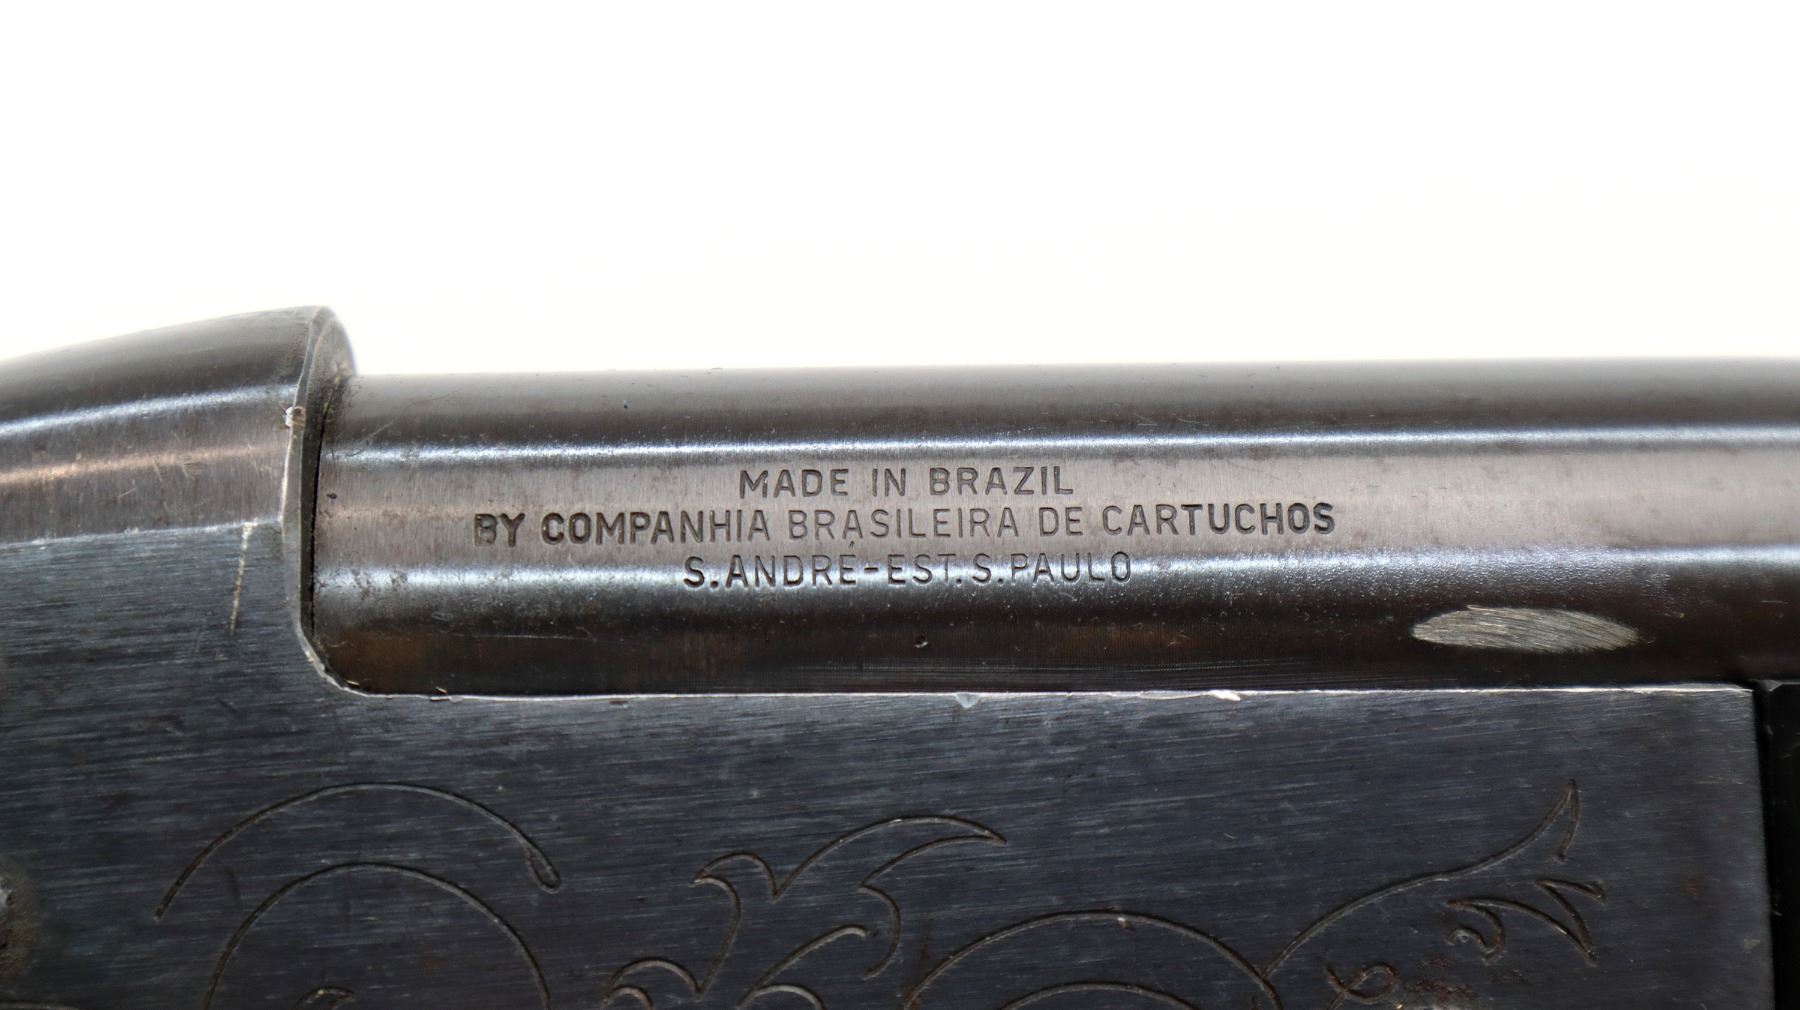 MADE IN BRAZIL
BY COMPANHIA BRASILEIRA DE CARTUCHOS
S.ANDRÉ-EST.S.PAULO